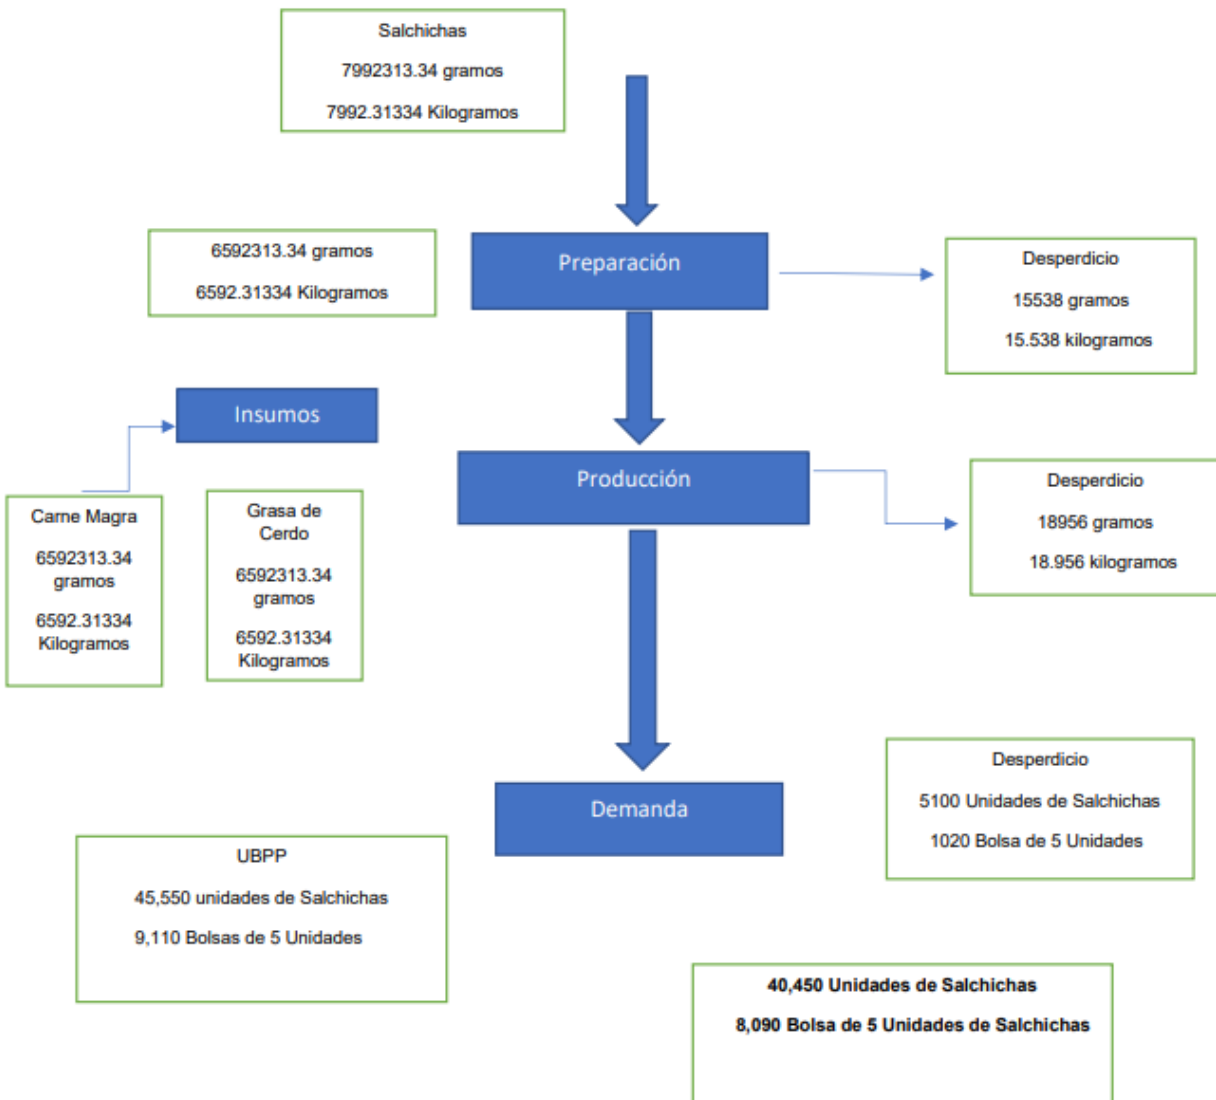 Salchichas
7992313.34 gramos
7992.31334 Kilogramos
6592313.34 gramos
6592.31334 Kilogramos
Preparación
Desperdicio
15538 gramos
15.538 kilogramos
Insumos
Carne Magra
6592313.34
gramos
6592.31334
Kilogramos
Grasa de
Cerdo
6592313.34
gramos
6592.31334
Kilogramos
Producción
Desperdicio
18956 gramos
18.956 kilogramos
Demanda
Desperdicio
5100 Unidades de Salchichas
1020 Bolsa de 5 Unidades
UBPP
45,550 unidades de Salchichas
9,110 Bolsas de 5 Unidades
40,450 Unidades de Salchichas
8,090 Bolsa de 5 Unidades de Salchichas